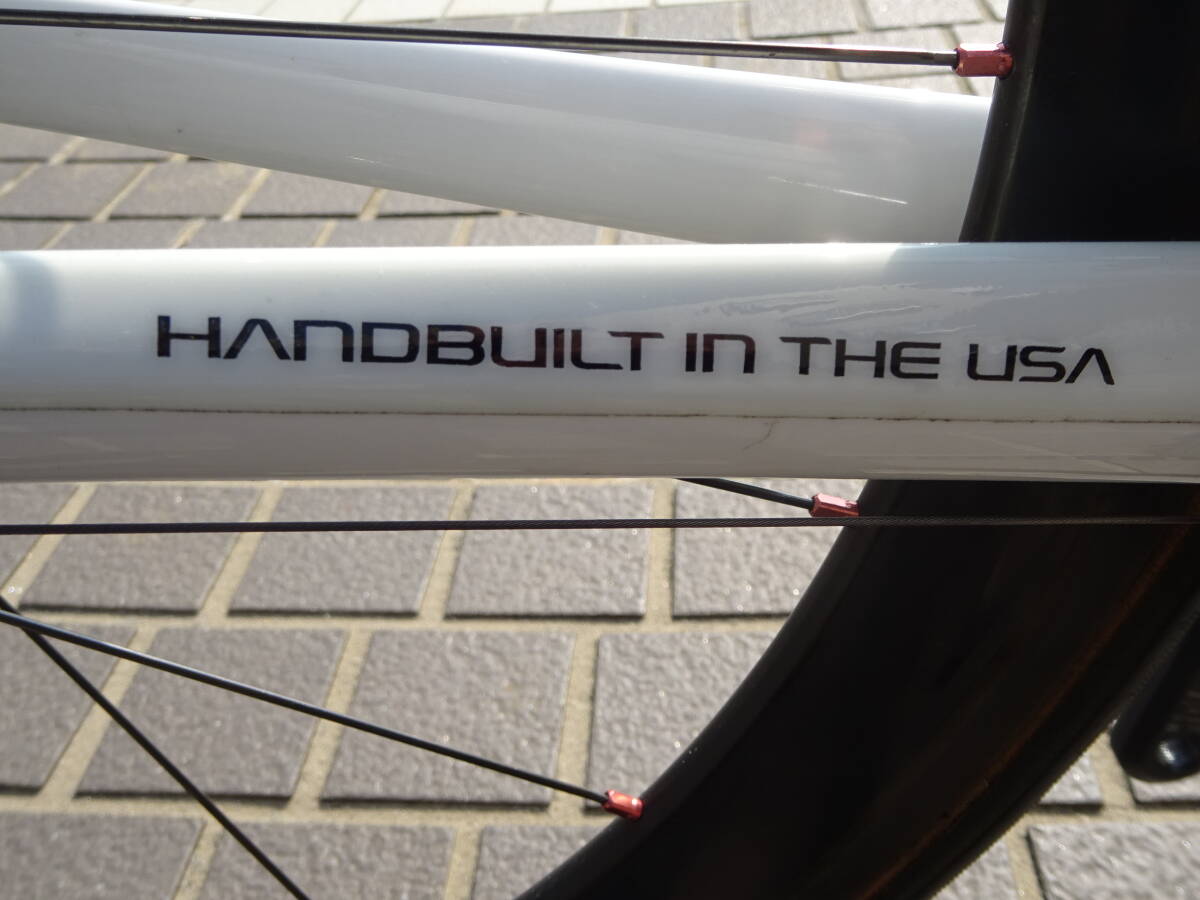 HANDBUILT IN THE USA